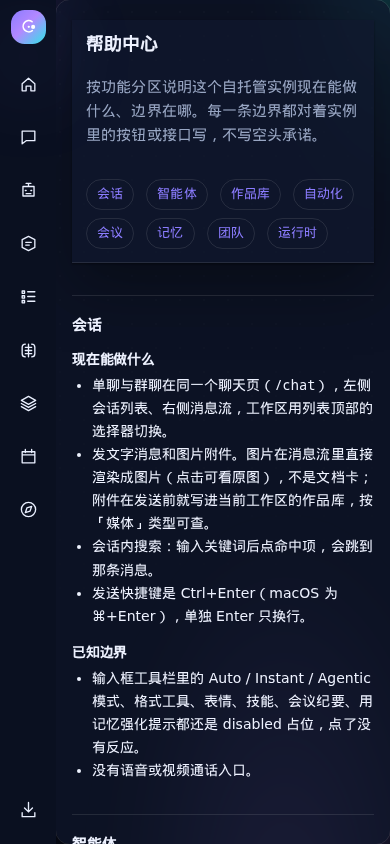 帮助中心
按功能分区说明这个自托管实例现在能做
什么、边界在哪。每一条边界都对着实例
里的按钮或接口写，不写空头承诺。
会话 智能体 作品库 自动化
会议 记忆 团队 运行时
会话
现在能做什么
• 单聊与群聊在同一个聊天页（/chat），左侧
会话列表、右侧消息流，工作区用列表顶部的
选择器切换。
• 发文字消息和图片附件。图片在消息流里直接
渲染成图片（点击可看原图），不是文档卡；
附件在发送前就写进当前工作区的作品库，按
「媒体」类型可查。
• 会话内搜索：输入关键词后点命中项，会跳到
那条消息。
• 发送快捷键是 Ctrl+Enter（macOS 为
⌘+Enter），单独 Enter 只换行。
已知边界
• 输入框工具栏里的 Auto / Instant / Agentic
模式、格式工具、表情、技能、会议纪要、用
记忆强化提示都还是 disabled 占位，点了没
有反应。
• 没有语音或视频通话入口。
智能体